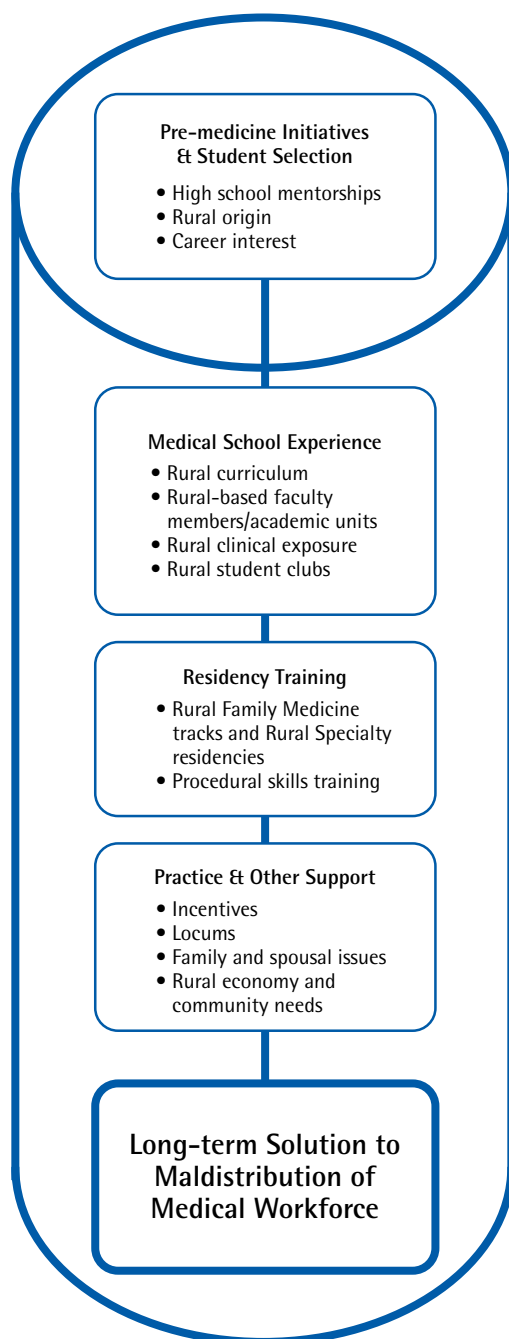 Pre-medicine Initiatives
& Student Selection
• High school mentorships
• Rural origin
• Career interest
Medical School Experience
• Rural curriculum
• Rural-based faculty
members/academic units
• Rural clinical exposure
• Rural student clubs
Residency Training
• Rural Family Medicine
tracks and Rural Specialty
residencies
• Procedural skills training
Practice & Other Support
• Incentives
• Locums
• Family and spousal issues
• Rural economy and
community needs
Long-term Solution to
Maldistribution of
Medical Workforce